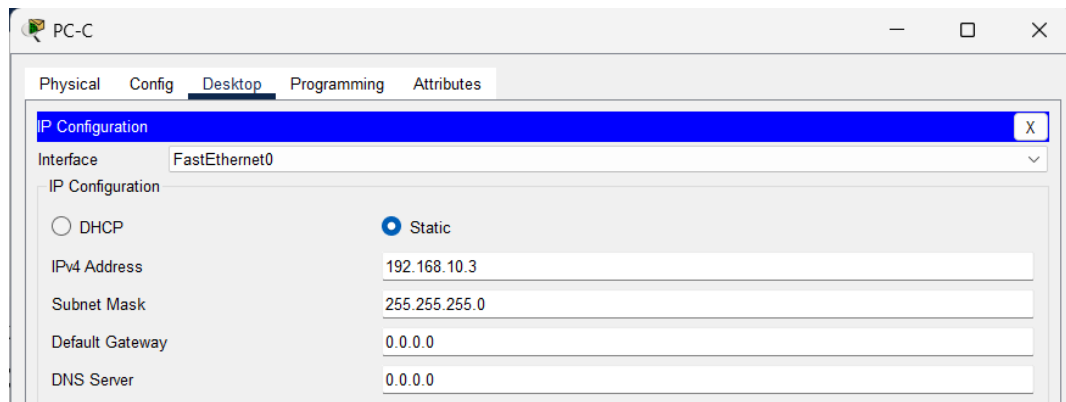 PC-C
Physical Config Desktop Programming Attributes
IP Configuration X
Interface FastEthernet0
IP Configuration
DHCP Static
IPv4 Address 192.168.10.3
Subnet Mask 255.255.255.0
Default Gateway 0.0.0.0
DNS Server 0.0.0.0